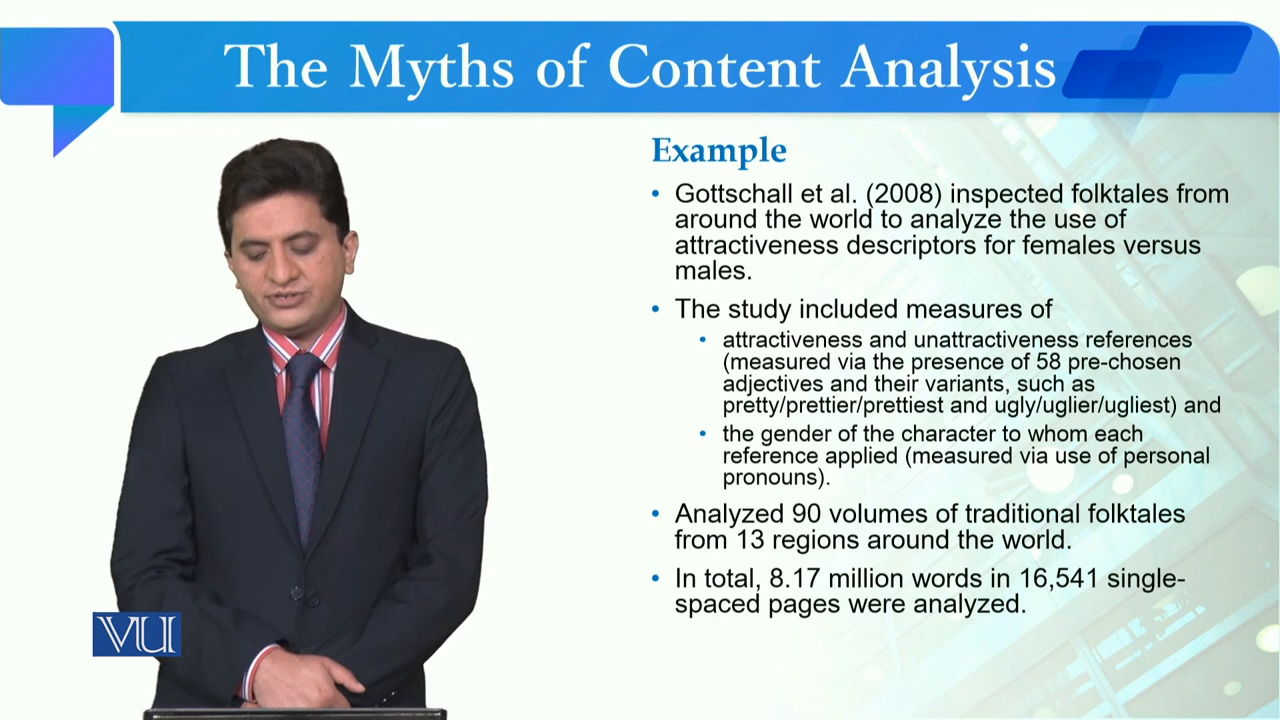 The Myths of Content Analysis
Example
• Gottschall et al. (2008) inspected folktales from
around the world to analyze the use of
attractiveness descriptors for females versus
males.
• The study included measures of
• attractiveness and unattractiveness references
(measured via the presence of 58 pre-chosen
adjectives and their variants, such as
pretty/prettier/prettiest and ugly/uglier/ugliest) and
• the gender of the character to whom each
reference applied (measured via use of personal
pronouns).
• Analyzed 90 volumes of traditional folktales
from 13 regions around the world.
• In total, 8.17 million words in 16,541 single-
spaced pages were analyzed.
VU